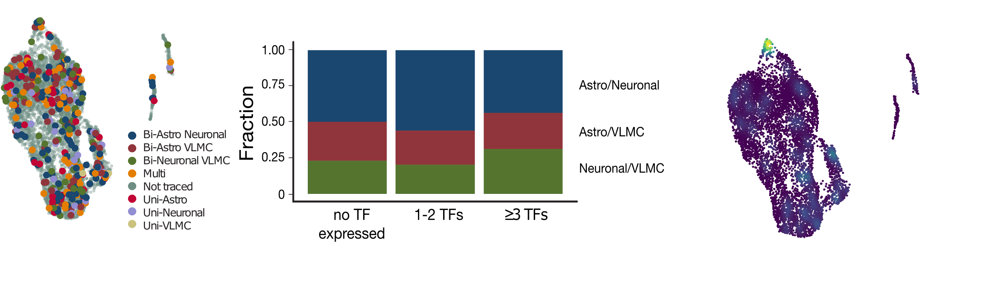 Bi-Astro Neuronal
Bi-Astro VLMC
Bi-Neuronal VLMC
Multi
Not traced
Uni-Astro
Uni-Neuronal
Uni-VLMC
Fraction
1.00
0.75
0.50
0.25
0
no TF
expressed
1-2 TFs
≥3 TFs
Astro/Neuronal
Astro/VLMC
Neuronal/VLMC